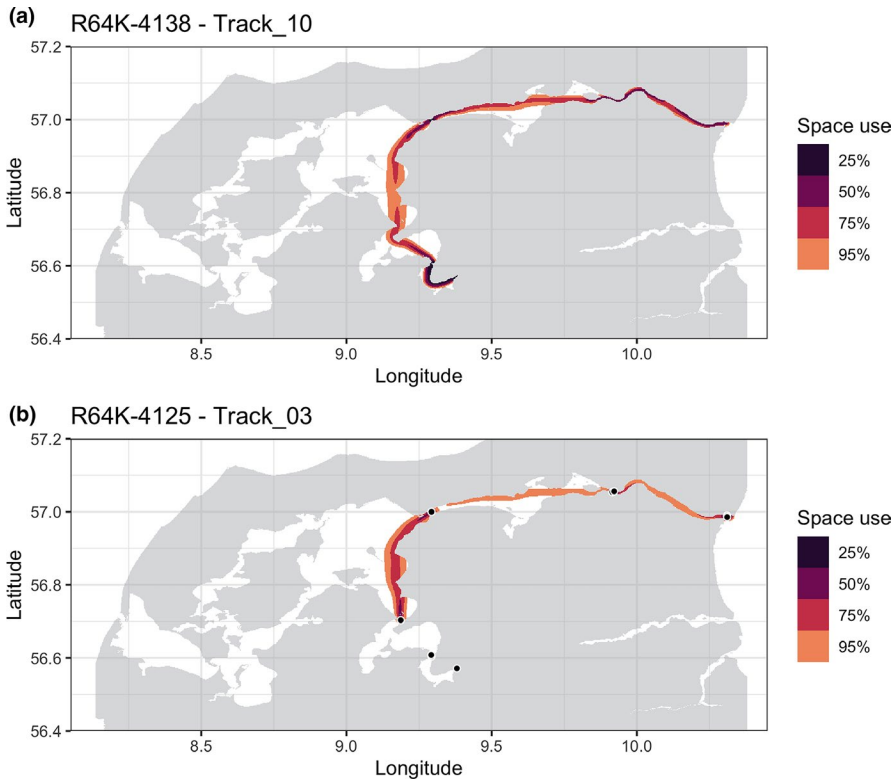 (a) R64K-4138 - Track_10
57.2
57.0
56.8
56.6
56.4
Latitude
8.5 9.0 9.5 10.0
Longitude
Space use
25%
50%
75%
95%
(b) R64K-4125 - Track_03
57.2
57.0
56.8
56.6
56.4
Latitude
8.5 9.0 9.5 10.0
Longitude
Space use
25%
50%
75%
95%